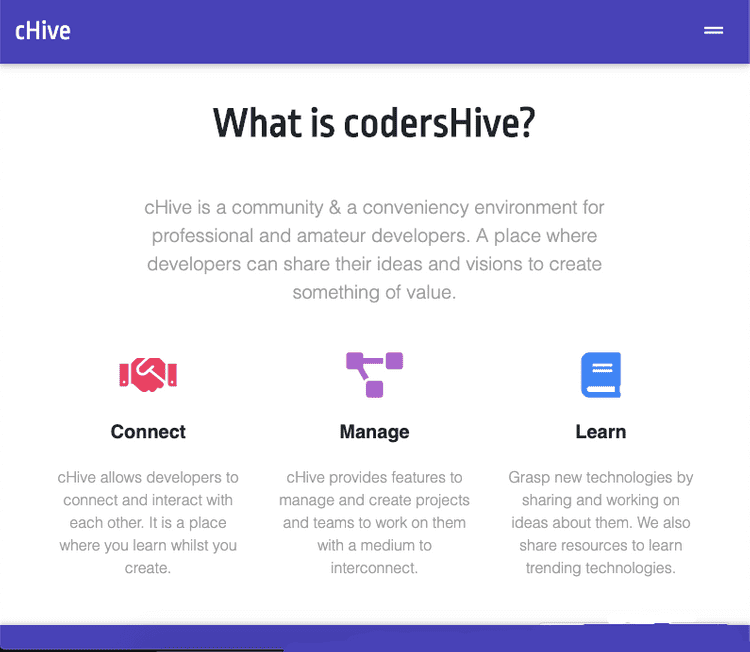 cHive
What is codersHive?
cHive is a community & a conveniency environment for
professional and amateur developers. A place where
developers can share their ideas and visions to create
something of value.
Connect
cHive allows developers to
connect and interact with
each other. It is a place
where you learn whilst you
create.
Manage
cHive provides features to
manage and create projects
and teams to work on them
with a medium to
interconnect.
Learn
Grasp new technologies by
sharing and working on
ideas about them. We also
share resources to learn
trending technologies.